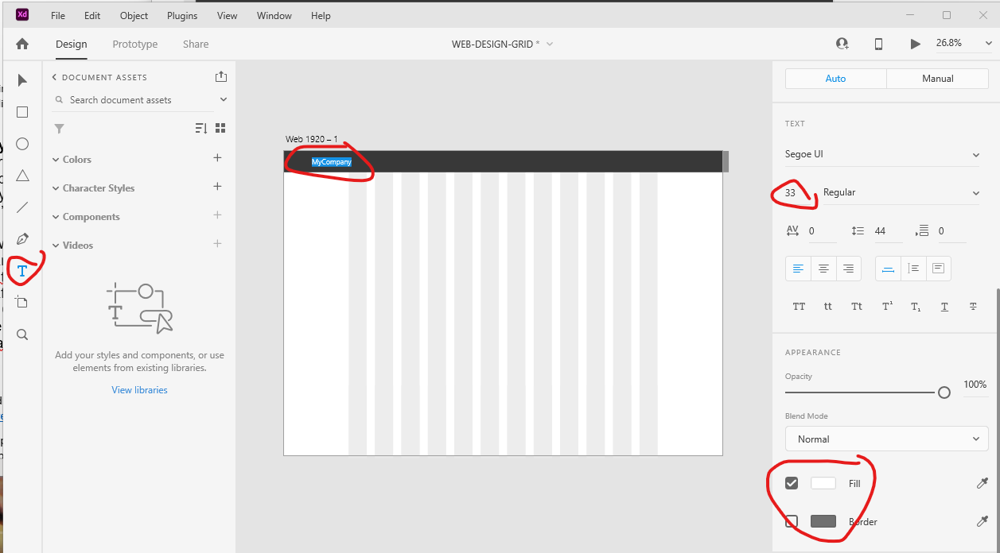 Xd File Edit Object Plugins View Window Help
Design Prototype Share WEB-DESIGN-GRID * 26.8%
DOCUMENT ASSETS
Search document assets
Colors
Character Styles
Components
Videos
T
Add your styles and components, or use
elements from existing libraries.
View libraries
Web 1920 – 1
MyCompany
Auto Manual
TEXT
Segoe UI
33 Regular
AV 0 44 0
TT tt Tt T¹ T₁ T T
APPEARANCE
Opacity
100%
Blend Mode
Normal
Fill
Border